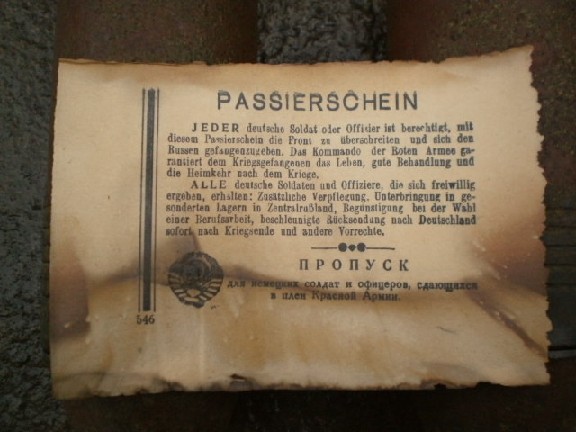 PASSIERSCHEIN
JEDER deutsche Soldat oder Offizier ist berechtigt, mit
diesem Passierschein die Front zu überschreiten und sich den
Russen gefangenzugeben. Das Kommando der Roten Armee ga-
rantiert dem Kriegsgefangenen das Leben, gute Behandlung und
die Heimkehr nach dem Kriege.
ALLE deutsche Soldaten und Offiziere, die sich freiwillig
ergeben, erhalten: Zusätzliche Verpflegung, Unterbringung in ge-
sonderten Lagern in Zentralrußland, Begünstigung bei der Wahl
einer Berufsarbeit, beschleunigte Rücksendung nach Deutschland
sofort nach Kriegsende und andere Vorrechte.
ПРОПУСК
для немецких солдат и офицеров, сдающихся
в плен Красной Армии.
546